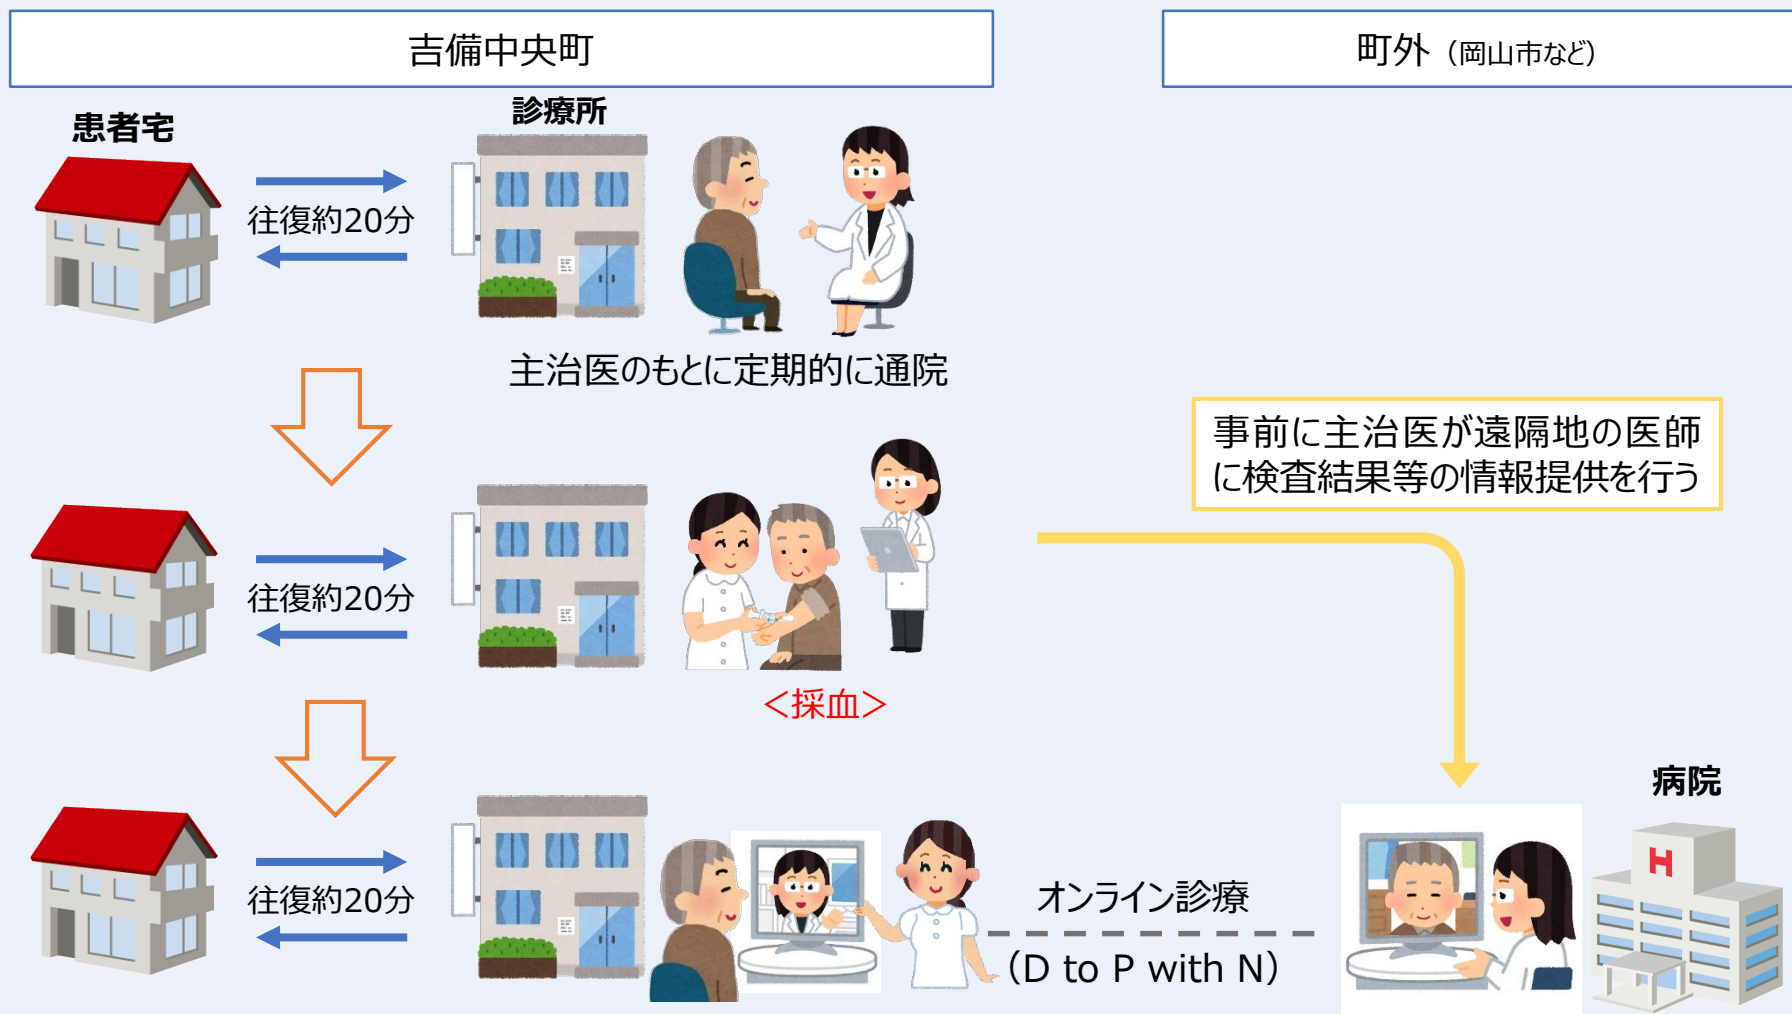 吉備中央町
町外（岡山市など）
患者宅
診療所
往復約20分
主治医のもとに定期的に通院
事前に主治医が遠隔地の医師
に検査結果等の情報提供を行う
往復約20分
＜採血＞
病院
H
往復約20分
オンライン診療
（D to P with N）